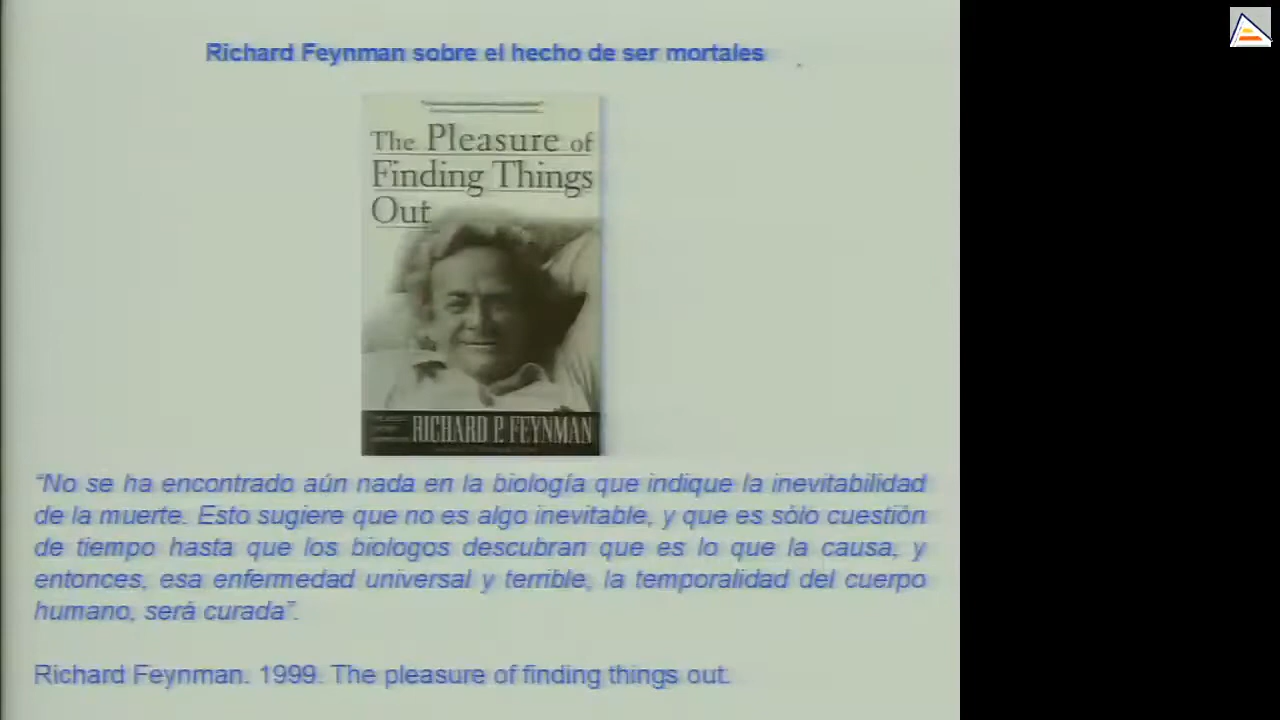 Richard Feynman sobre el hecho de ser mortales
The Pleasure of
Finding Things
Out
RICHARD P. FEYNMAN
“No se ha encontrado aún nada en la biología que indique la inevitabilidad
de la muerte. Esto sugiere que no es algo inevitable, y que es sólo cuestión
de tiempo hasta que los biologos descubran que es lo que la causa, y
entonces, esa enfermedad universal y terrible, la temporalidad del cuerpo
humano, será curada”.
Richard Feynman. 1999. The pleasure of finding things out.